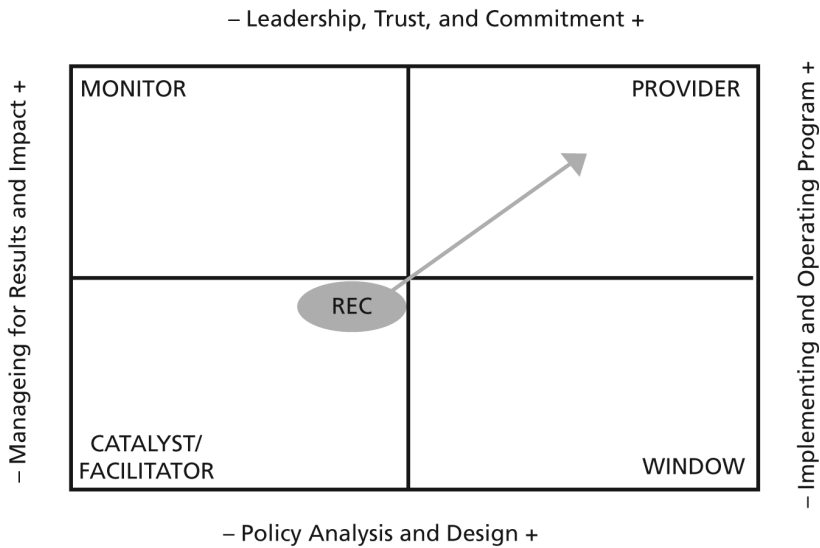 – Leadership, Trust, and Commitment +
– Manageing for Results and Impact +
MONITOR
PROVIDER
– Implementing and Operating Program +
REC
CATALYST/
FACILITATOR
WINDOW
– Policy Analysis and Design +